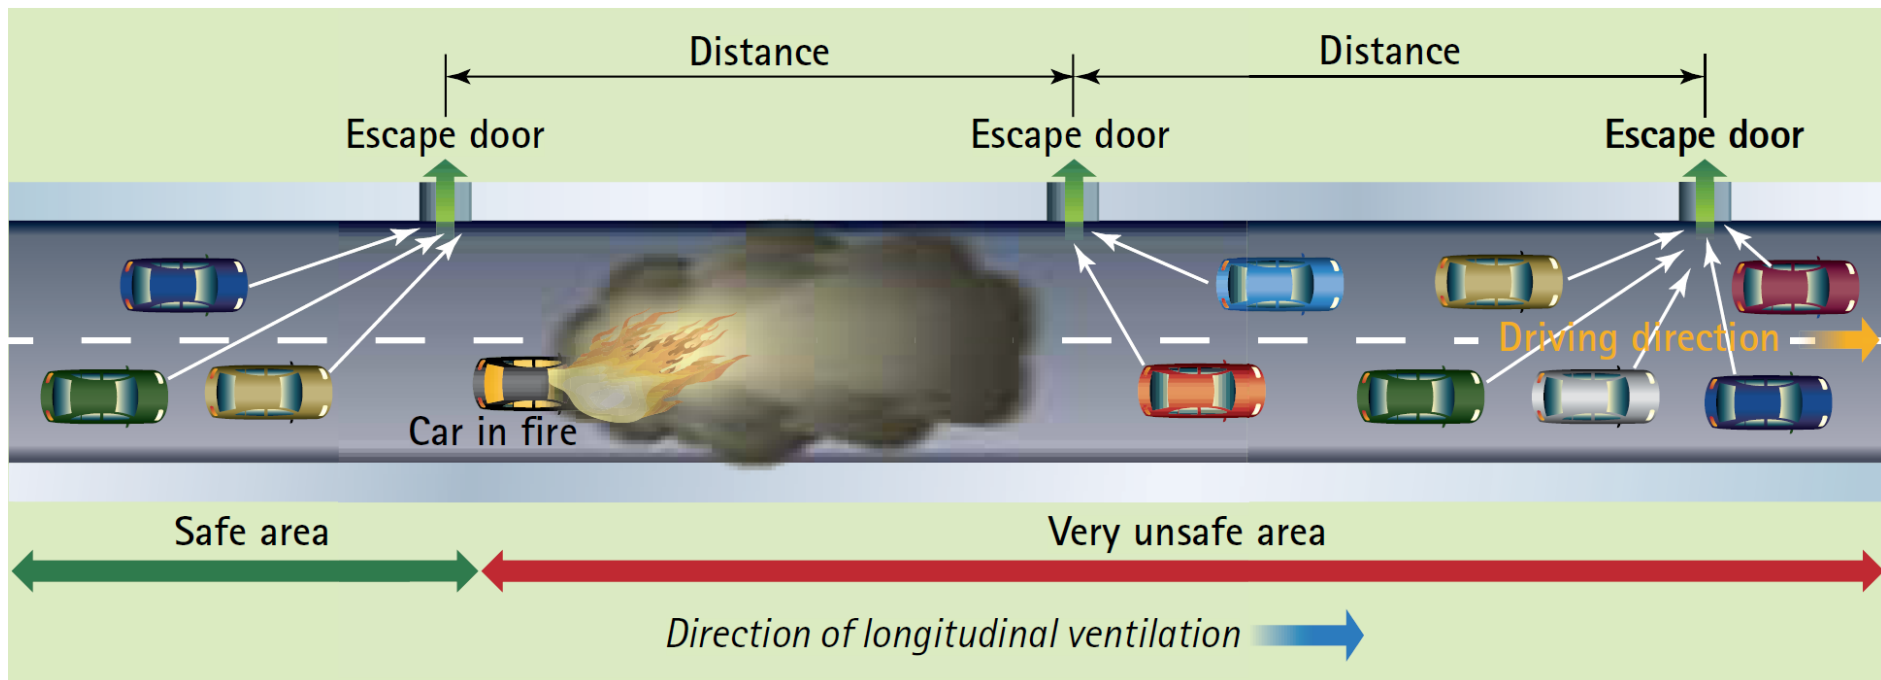 Distance
Distance
Escape door
Escape door
Escape door
Driving direction
Car in fire
Safe area
Very unsafe area
Direction of longitudinal ventilation